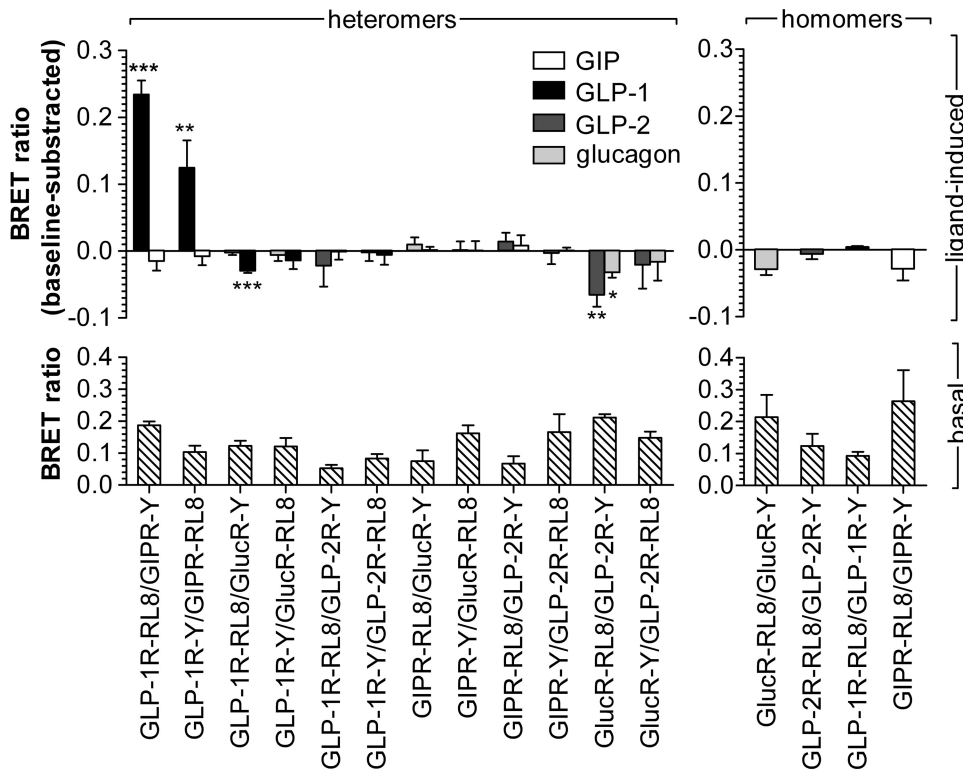 heteromers
homomers
BRET ratio
(baseline-substracted)
0.3
0.2
0.1
0.0
-0.1
***
**
***
**
*
GIP
GLP-1
GLP-2
glucagon
0.3
0.2
0.1
0.0
-0.1
ligand-induced
BRET ratio
0.4
0.3
0.2
0.1
0.0
0.4
0.3
0.2
0.1
0.0
basal
GLP-1R-RL8/GIPR-Y
GLP-1R-Y/GIPR-RL8
GLP-1R-RL8/GlucR-Y
GLP-1R-Y/GlucR-RL8
GLP-1R-RL8/GLP-2R-Y
GLP-1R-Y/GLP-2R-RL8
GIPR-RL8/GlucR-Y
GIPR-Y/GlucR-RL8
GIPR-RL8/GLP-2R-Y
GIPR-Y/GLP-2R-RL8
GlucR-RL8/GLP-2R-Y
GlucR-Y/GLP-2R-RL8
GlucR-RL8/GlucR-Y
GLP-2R-RL8/GLP-2R-Y
GLP-1R-RL8/GLP-1R-Y
GIPR-RL8/GIPR-Y